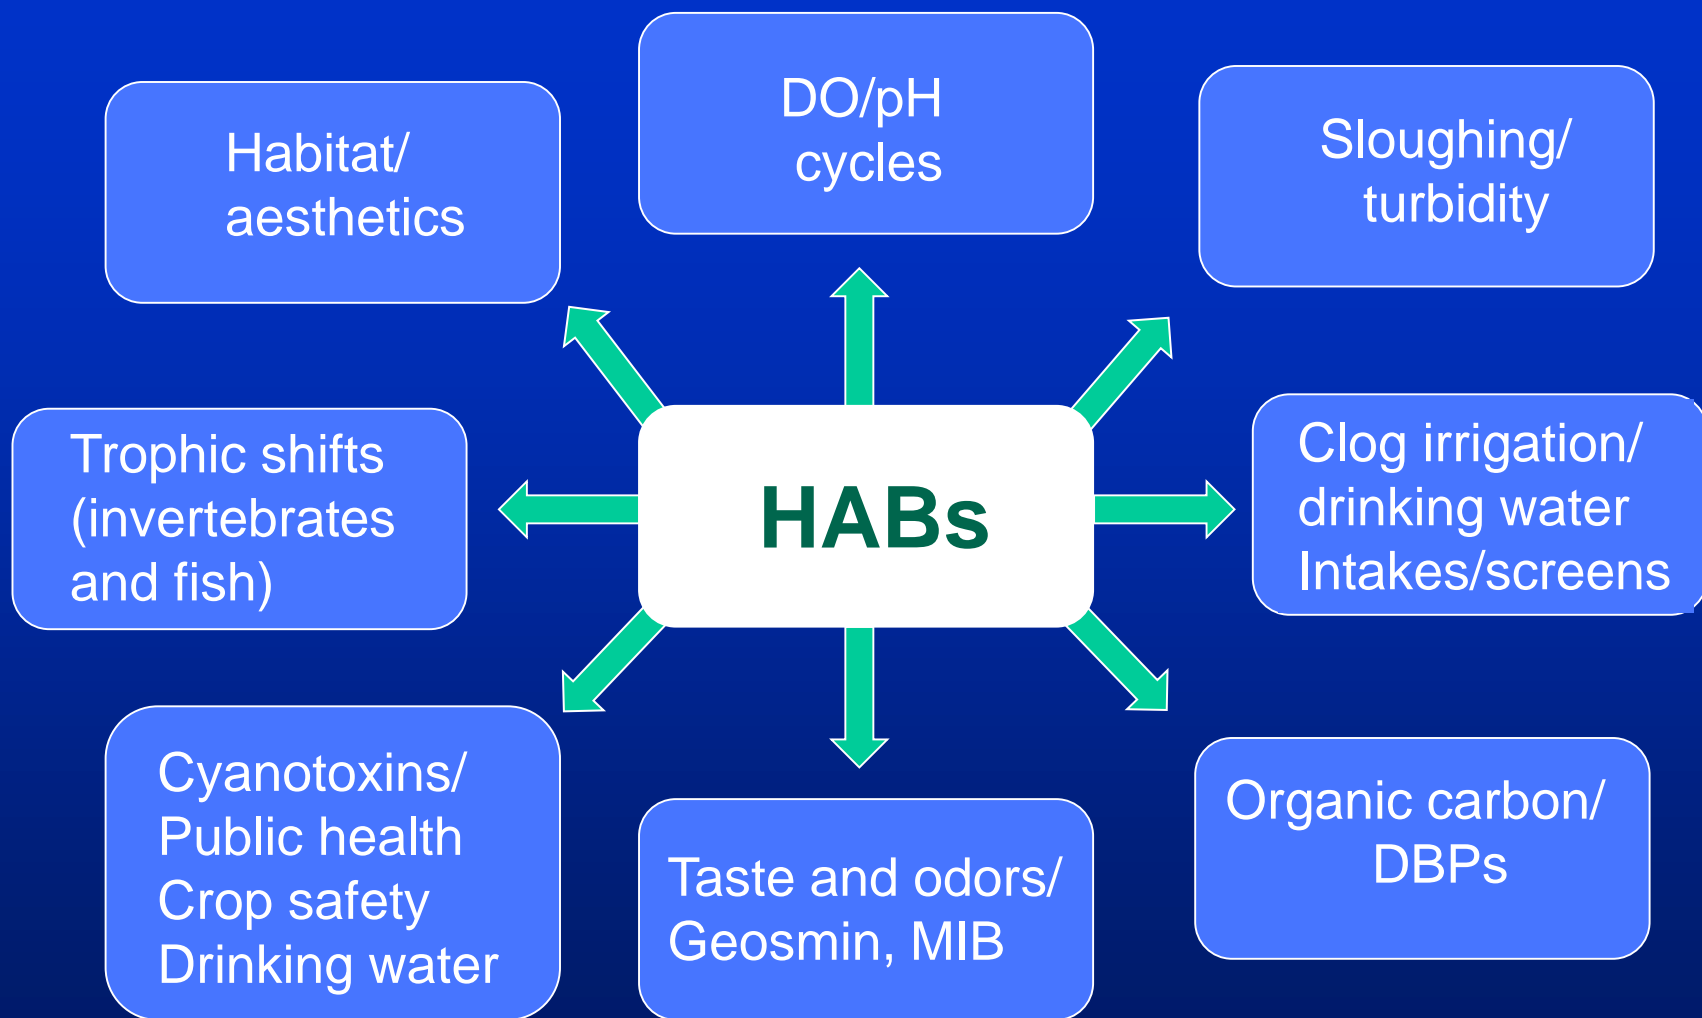 DO/pH
cycles
Habitat/
aesthetics
Sloughing/
turbidity
Trophic shifts
(invertebrates
and fish)
HABs
Clog irrigation/
drinking water
Intakes/screens
Cyanotoxins/
Public health
Crop safety
Drinking water
Taste and odors/
Geosmin, MIB
Organic carbon/
DBPs